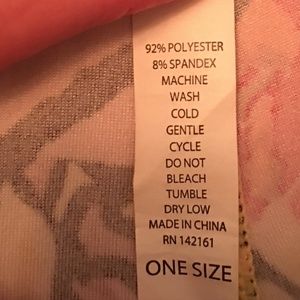 92% POLYESTER
8% SPANDEX
MACHINE
WASH
COLD
GENTLE
CYCLE
DO NOT
BLEACH
TUMBLE
DRY LOW
MADE IN CHINA
RN 142161
ONE SIZE